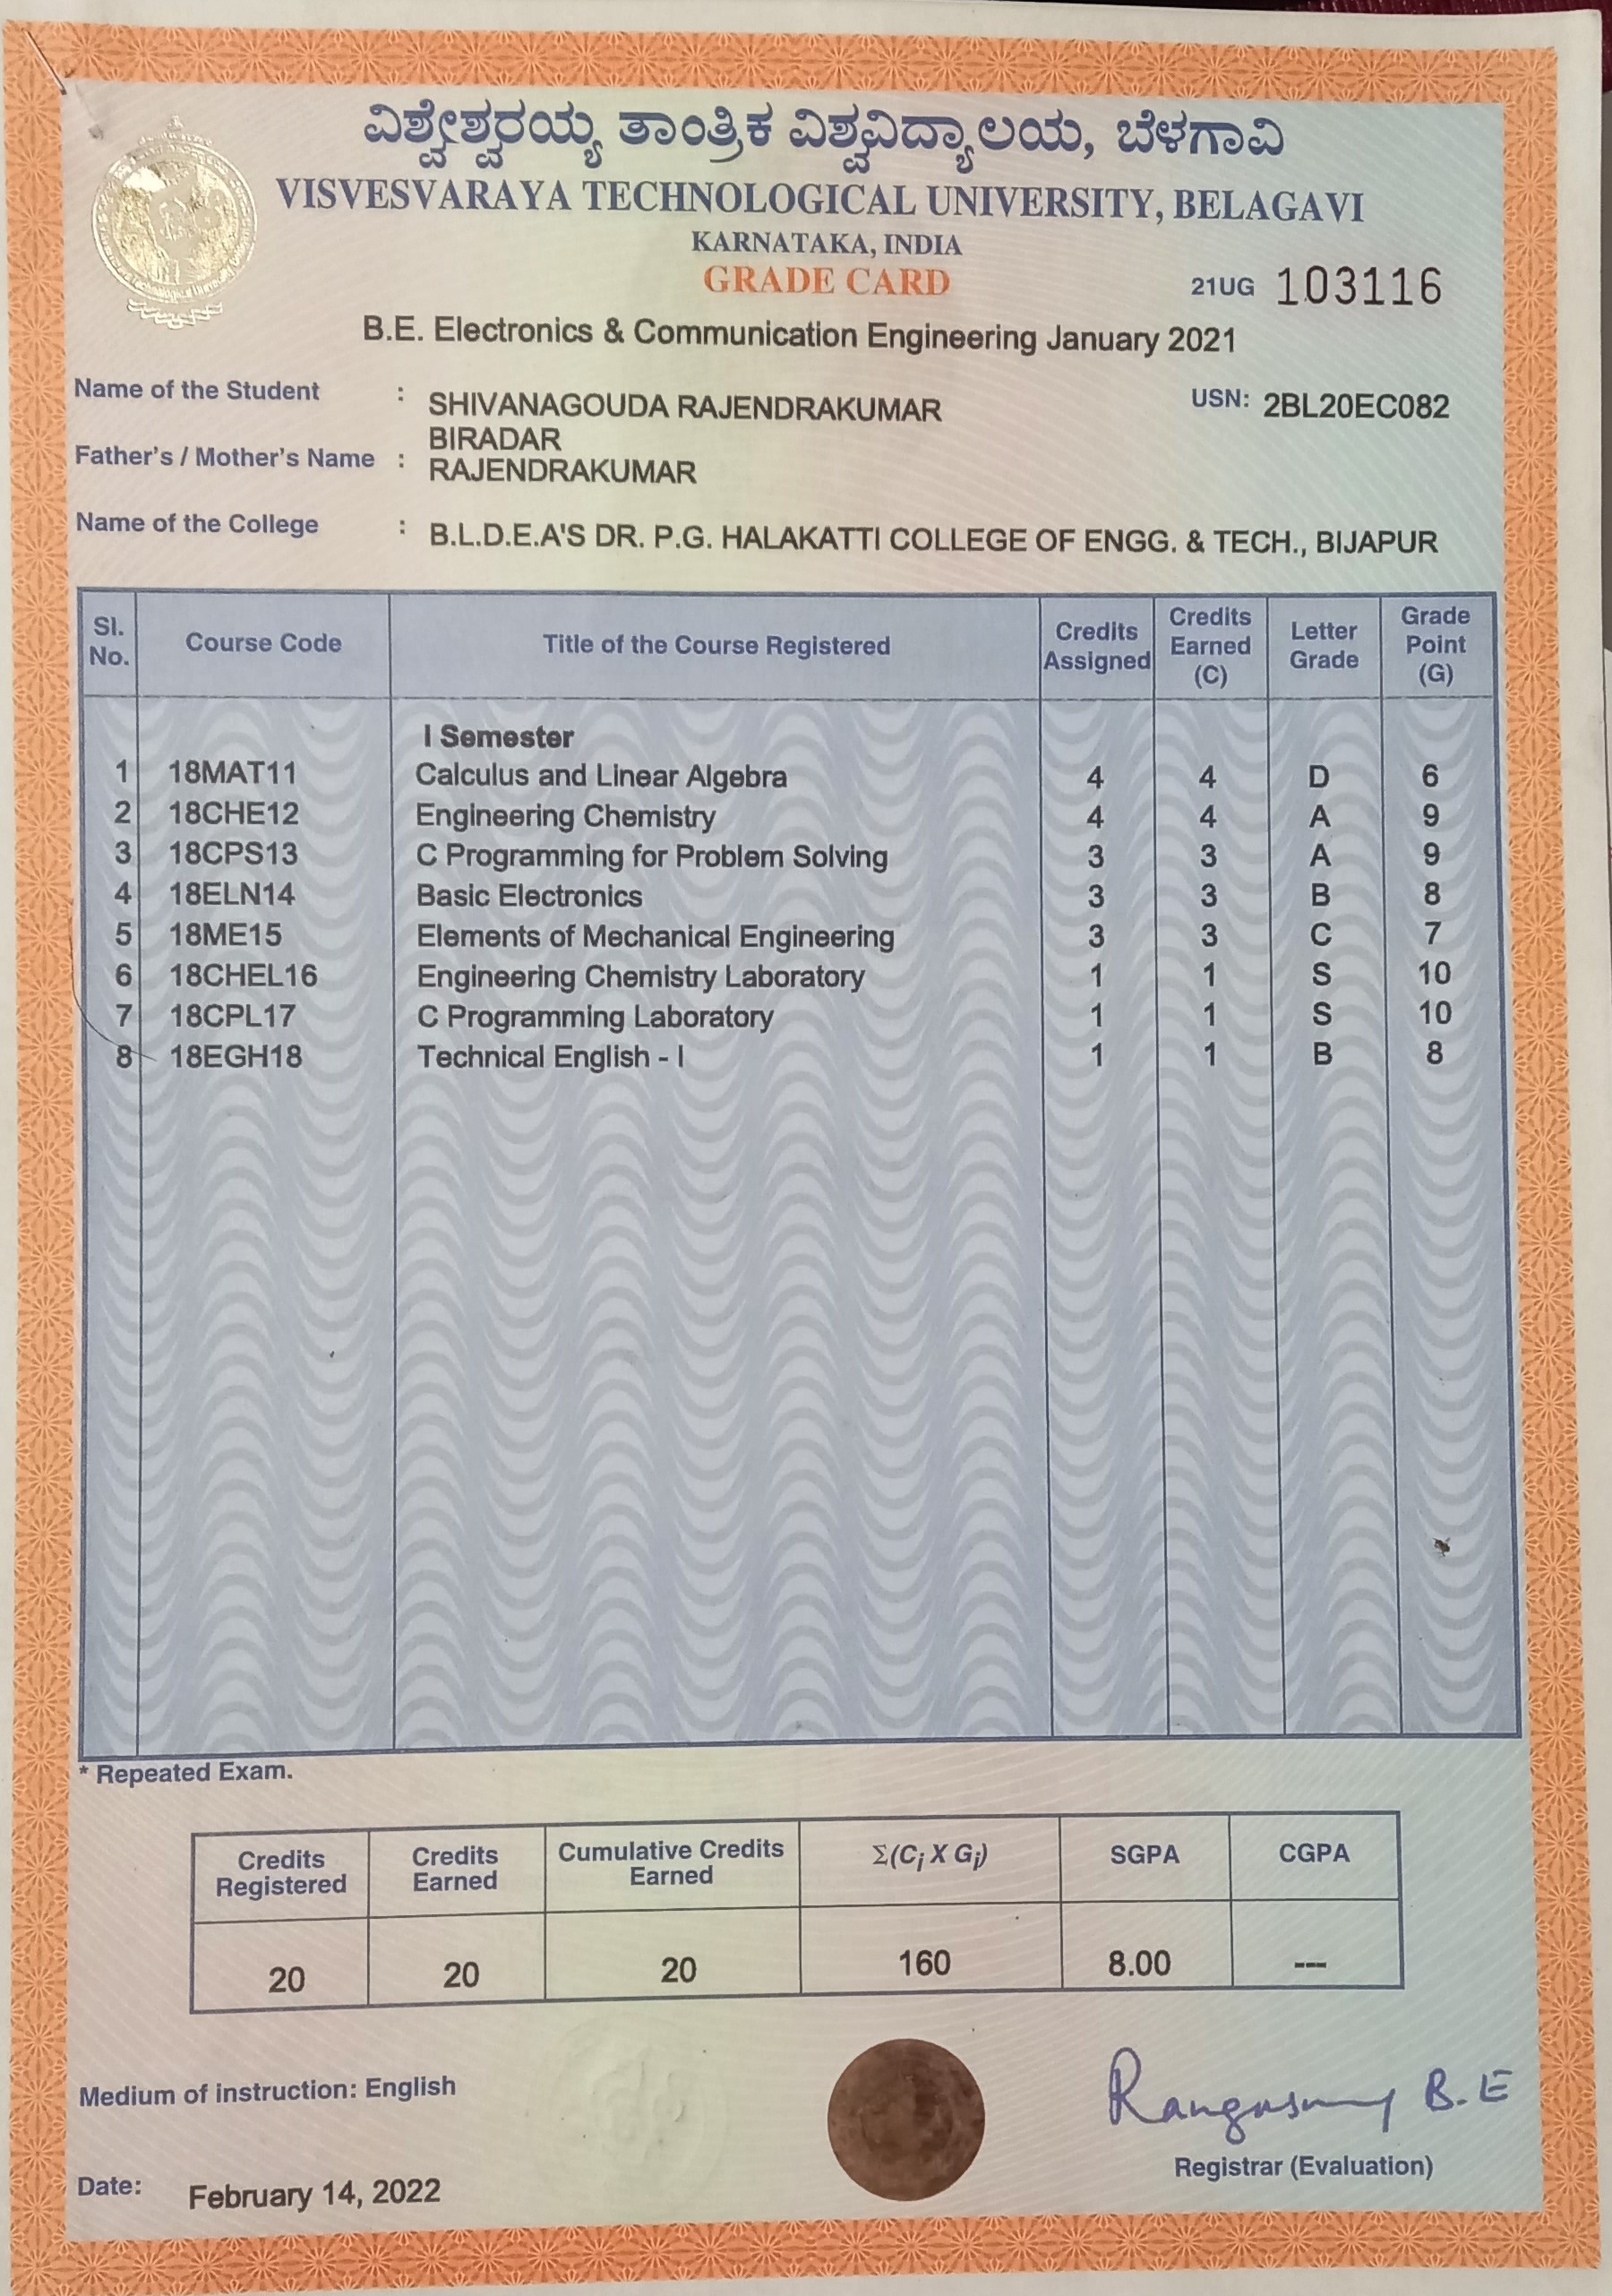 ವಿಶ್ವೇಶ್ವರಯ್ಯ ತಾಂತ್ರಿಕ ವಿಶ್ವವಿದ್ಯಾಲಯ, ಬೆಳಗಾವಿ
VISVESVARAYA TECHNOLOGICAL UNIVERSITY, BELAGAVI
KARNATAKA, INDIA
GRADE CARD
21UG 103116
B.E. Electronics & Communication Engineering January 2021
Name of the Student : SHIVANAGOUDA RAJENDRAKUMAR BIRADAR
USN: 2BL20EC082
Father's / Mother's Name : RAJENDRAKUMAR
Name of the College : B.L.D.E.A'S DR. P.G. HALAKATTI COLLEGE OF ENGG. & TECH., BIJAPUR
Sl. No. Course Code Title of the Course Registered Credits Assigned Credits Earned (C) Letter Grade Grade Point (G)
I Semester
1 18MAT11 Calculus and Linear Algebra 4 4 D 6
2 18CHE12 Engineering Chemistry 4 4 A 9
3 18CPS13 C Programming for Problem Solving 3 3 A 9
4 18ELN14 Basic Electronics 3 3 B 8
5 18ME15 Elements of Mechanical Engineering 3 3 C 7
6 18CHEL16 Engineering Chemistry Laboratory 1 1 S 10
7 18CPL17 C Programming Laboratory 1 1 S 10
8 18EGH18 Technical English - I 1 1 B 8
* Repeated Exam.
Credits Registered Credits Earned Cumulative Credits Earned Σ(Ci X Gi) SGPA CGPA
20 20 20 160 8.00 ---
Medium of instruction: English
Rangasamy B.E
Registrar (Evaluation)
Date: February 14, 2022